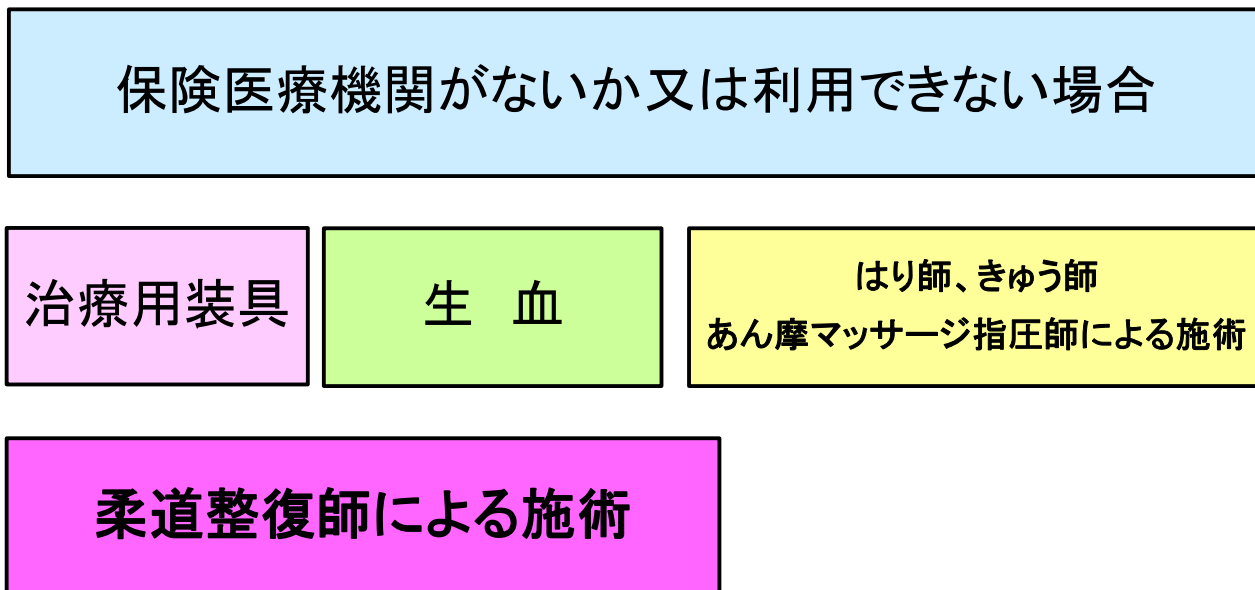 保険医療機関がないか又は利用できない場合
治療用装具
生　血
はり師、きゅう師
あん摩マッサージ指圧師による施術
柔道整復師による施術